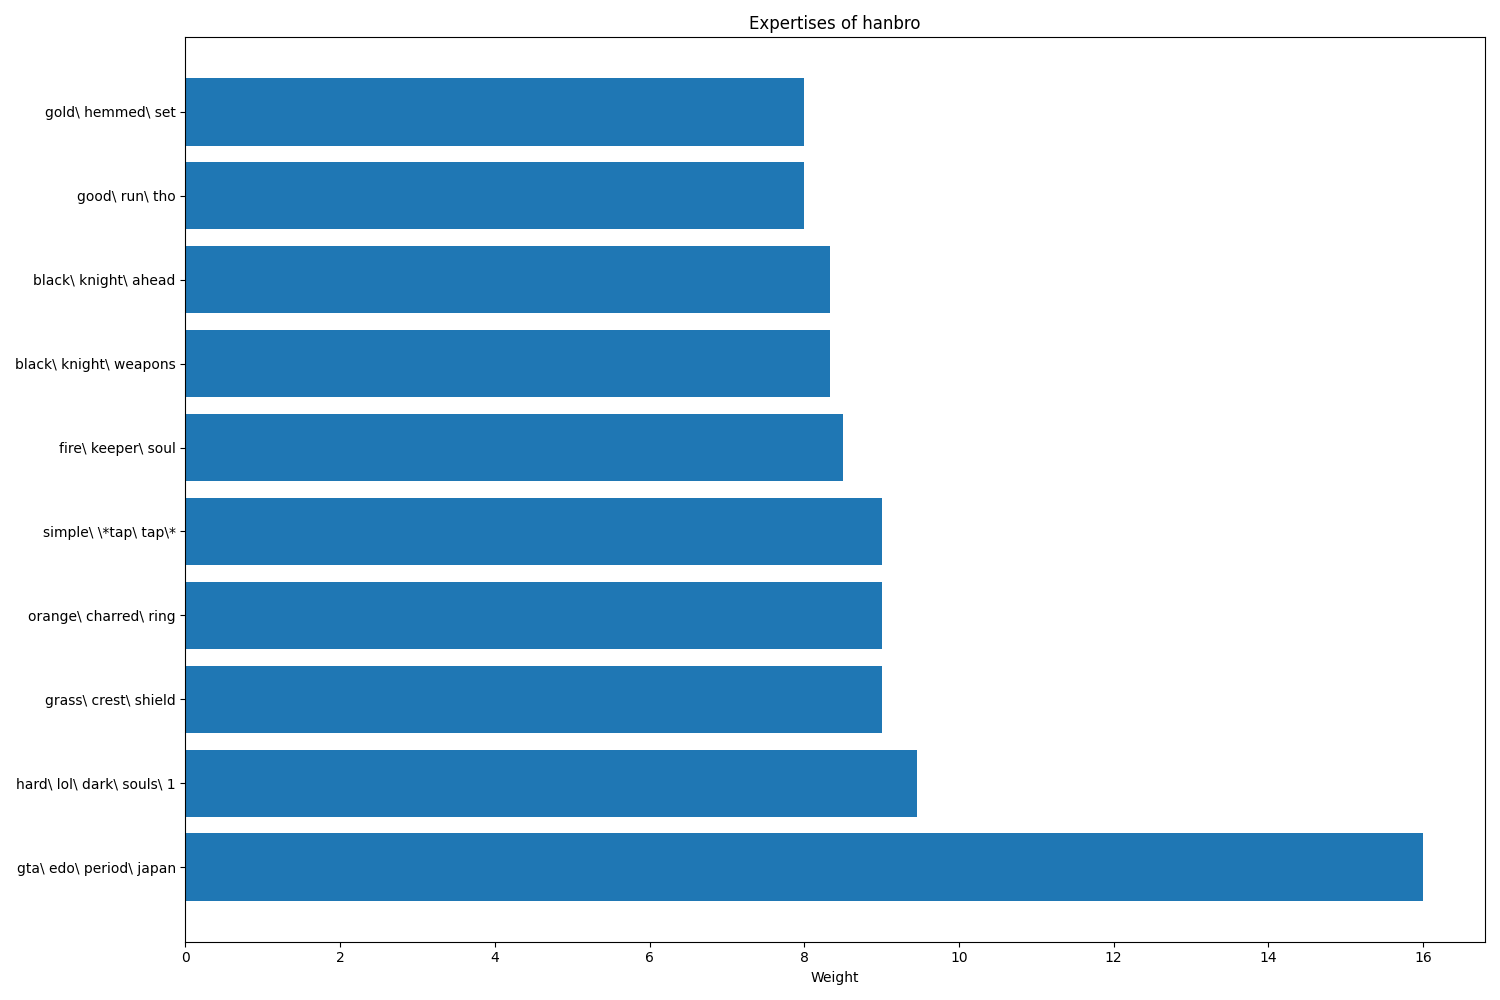 Expertises of hanbro
gold\ hemmed\ set
good\ run\ tho
black\ knight\ ahead
black\ knight\ weapons
fire\ keeper\ soul
simple\ \*tap\ tap\*
orange\ charred\ ring
grass\ crest\ shield
hard\ lol\ dark\ souls\ 1
gta\ edo\ period\ japan
0 2 4 6 8 10 12 14 16
Weight